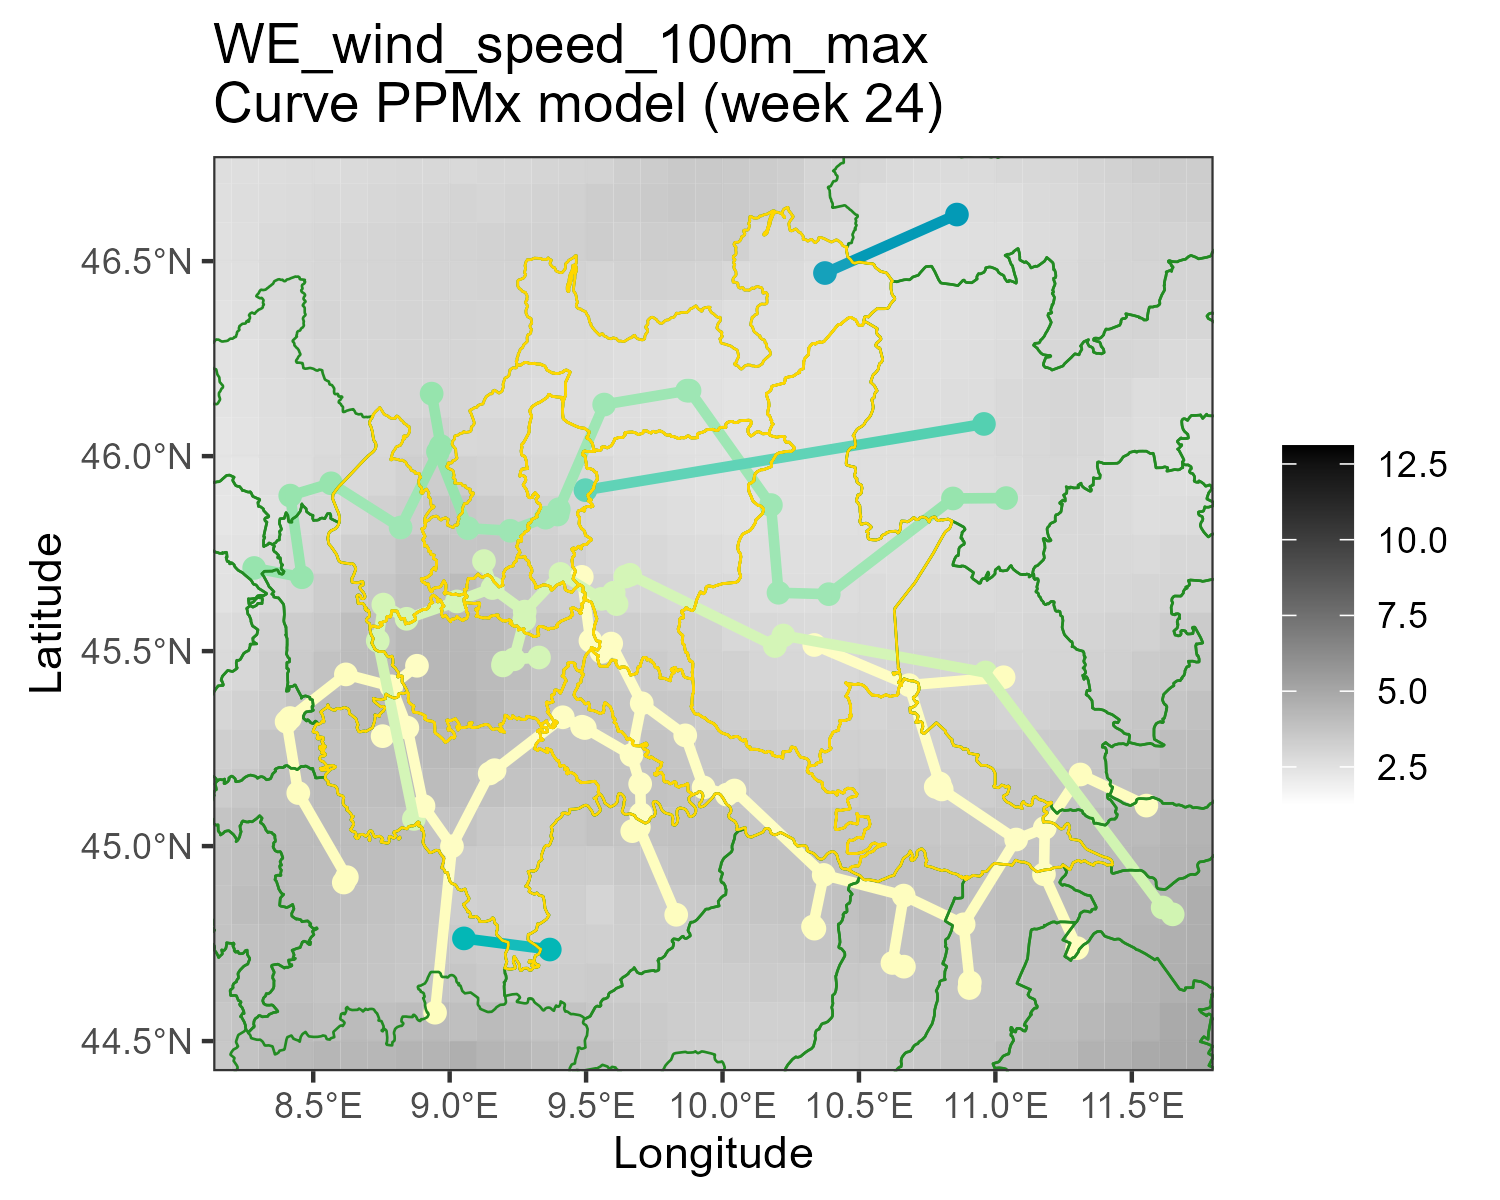 WE_wind_speed_100m_max
Curve PPMx model (week 24)
46.5°N
46.0°N
45.5°N
45.0°N
44.5°N
Latitude
8.5°E 9.0°E 9.5°E 10.0°E 10.5°E 11.0°E 11.5°E
Longitude
12.5
10.0
7.5
5.0
2.5